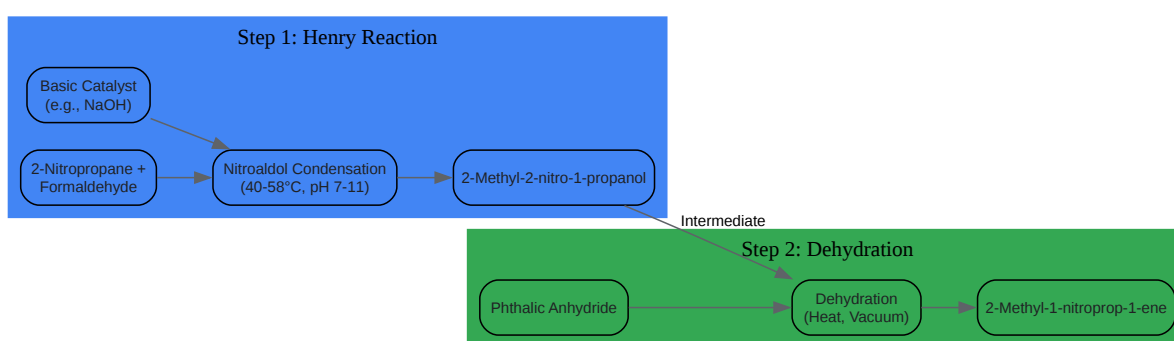 Step 1: Henry Reaction
Basic Catalyst
(e.g., NaOH)
2-Nitropropane +
Formaldehyde
Nitroaldol Condensation
(40-58°C, pH 7-11)
2-Methyl-2-nitro-1-propanol
Intermediate
Step 2: Dehydration
Phthalic Anhydride
Dehydration
(Heat, Vacuum)
2-Methyl-1-nitroprop-1-ene